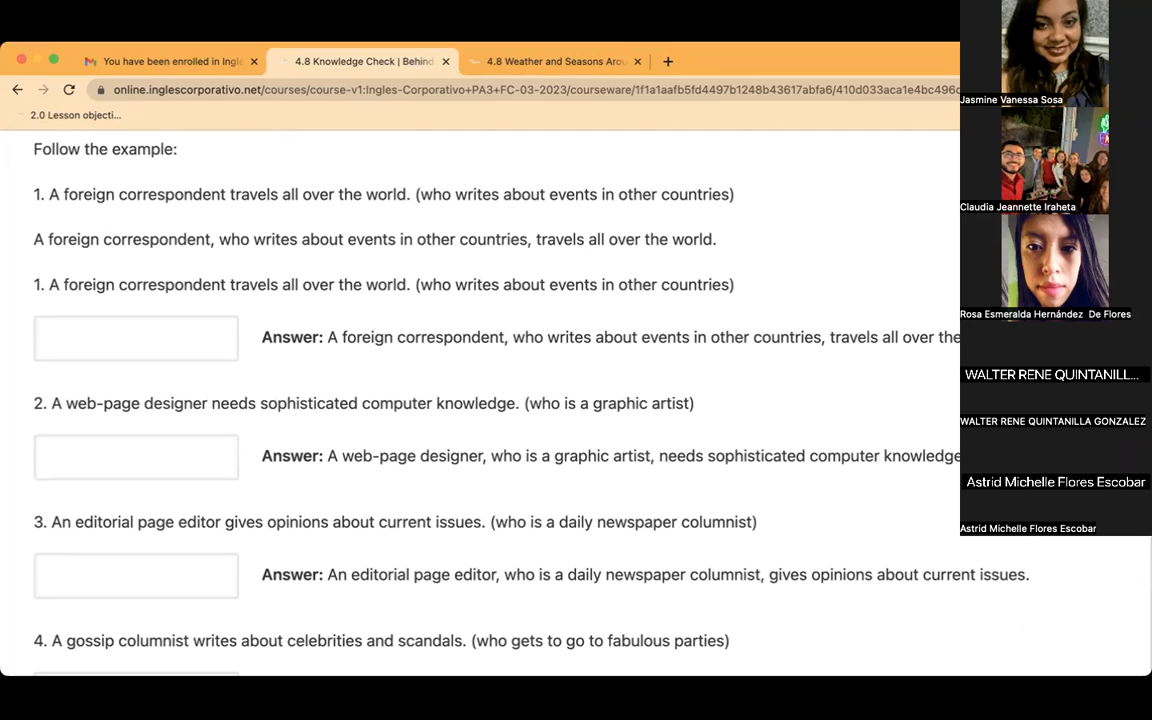 You have been enrolled in Ingl
4.8 Knowledge Check | Behind
4.8 Weather and Seasons Arou
online.inglescorporativo.net/courses/course-v1:Ingles-Corporativo+PA3+FC-03-2023/courseware/1f1a1aafb5fd4497b1248b43617abfa6/410d033aca1e4bc496c
2.0 Lesson objecti...
Follow the example:
1. A foreign correspondent travels all over the world. (who writes about events in other countries)
A foreign correspondent, who writes about events in other countries, travels all over the world.
1. A foreign correspondent travels all over the world. (who writes about events in other countries)
Answer: A foreign correspondent, who writes about events in other countries, travels all over the
2. A web-page designer needs sophisticated computer knowledge. (who is a graphic artist)
Answer: A web-page designer, who is a graphic artist, needs sophisticated computer knowledge
3. An editorial page editor gives opinions about current issues. (who is a daily newspaper columnist)
Answer: An editorial page editor, who is a daily newspaper columnist, gives opinions about current issues.
4. A gossip columnist writes about celebrities and scandals. (who gets to go to fabulous parties)
Jasmine Vanessa Sosa
Claudia Jeannette Iraheta
Rosa Esmeralda Hernández De Flores
WALTER RENE QUINTANILL...
WALTER RENE QUINTANILLA GONZALEZ
Astrid Michelle Flores Escobar
Astrid Michelle Flores Escobar